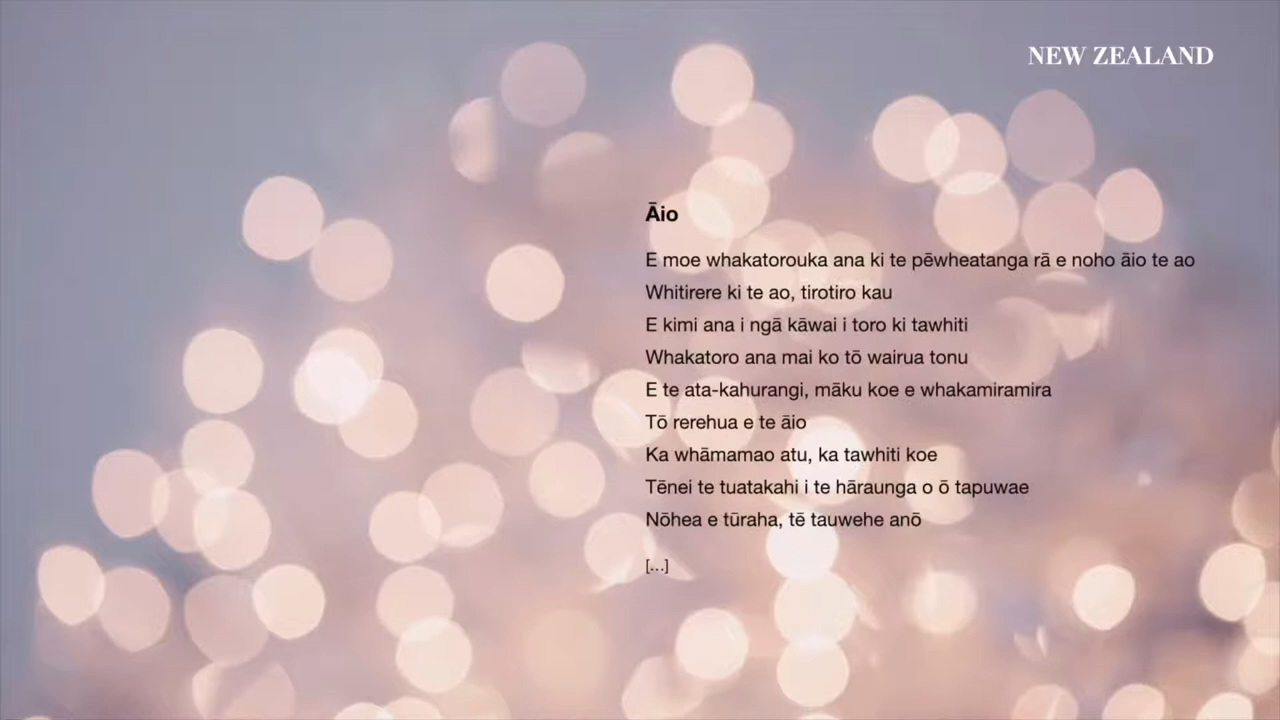 NEW ZEALAND
Āio
E moe whakatorouka ana ki te pēwheatanga rā e noho āio te ao
Whitirere ki te ao, tirotiro kau
E kimi ana i ngā kāwai i toro ki tawhiti
Whakatoro ana mai ko tō wairua tonu
E te ata-kahurangi, māku koe e whakamiramira
Tō rerehua e te āio
Ka whāmamao atu, ka tawhiti koe
Tēnei te tuatakahi i te hāraunga o ō tapuwae
Nōhea e tūraha, tē tauwehe anō
[...]